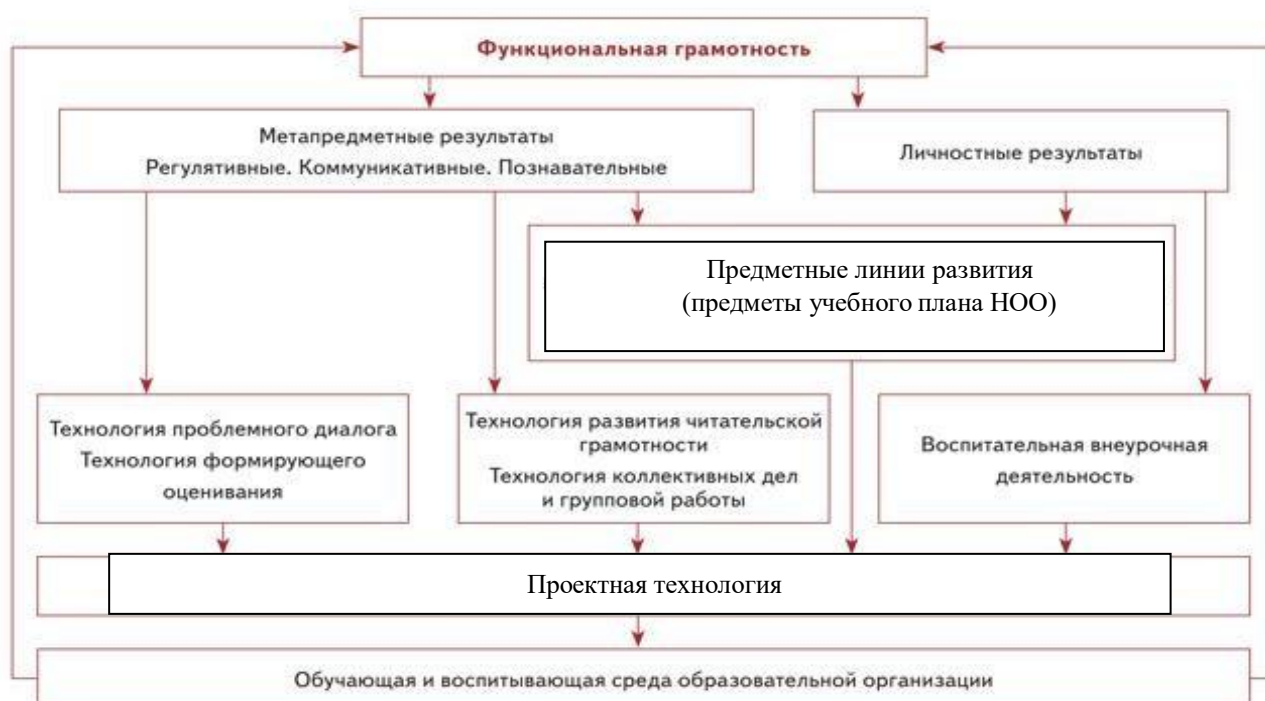 Функциональная грамотность
Метапредметные результаты
Регулятивные. Коммуникативные. Познавательные
Личностные результаты
Предметные линии развития
(предметы учебного плана НОО)
Технология проблемного диалога
Технология формирующего
оценивания
Технология развития читательской
грамотности
Технология коллективных дел
и групповой работы
Воспитательная внеурочная
деятельность
Проектная технология
Обучающая и воспитывающая среда образовательной организации